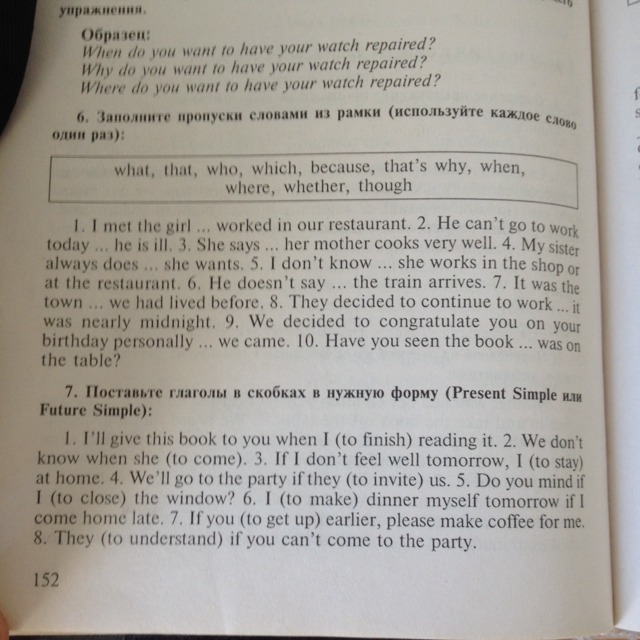 упражнения.
Образец:
When do you want to have your watch repaired?
Why do you want to have your watch repaired?
Where do you want to have your watch repaired?
6. Заполните пропуски словами из рамки (используйте каждое слово
один раз):
what, that, who, which, because, that's why, when,
where, whether, though
1. I met the girl ... worked in our restaurant. 2. He can't go to work
today ... he is ill. 3. She says ... her mother cooks very well. 4. My sister
always does ... she wants. 5. I don't know ... she works in the shop or
at the restaurant. 6. He doesn't say ... the train arrives. 7. It was the
town ... we had lived before. 8. They decided to continue to work ... it
was nearly midnight. 9. We decided to congratulate you on your
birthday personally ... we came. 10. Have you seen the book ... was on
the table?
7. Поставьте глаголы в скобках в нужную форму (Present Simple или
Future Simple):
1. I'll give this book to you when I (to finish) reading it. 2. We don't
know when she (to come). 3. If I don't feel well tomorrow, I (to stay)
at home. 4. We'll go to the party if they (to invite) us. 5. Do you mind if
I (to close) the window? 6. I (to make) dinner myself tomorrow if I
come home late. 7. If you (to get up) earlier, please make coffee for me.
8. They (to understand) if you can't come to the party.
152